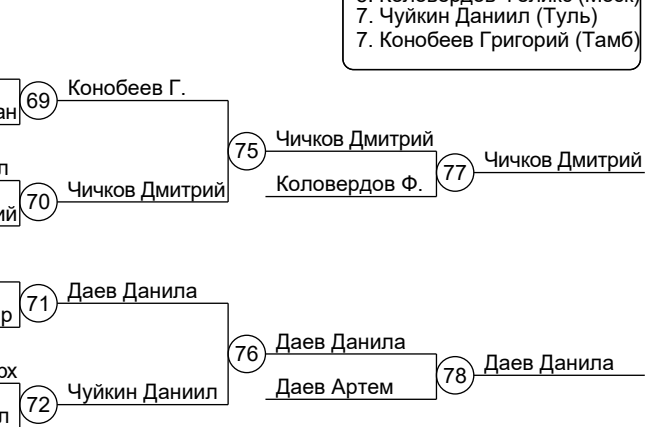 7. Чуйкин Даниил (Туль)
7. Конобеев Григорий (Тамб)
Конобеев Г.
69
Чичков Дмитрий
75
Чичков Дмитрий
77
Коловердов Ф.
Чичков Дмитрий
70
Даев Данила
71
Даев Данила
76
Даев Данила
78
Даев Артем
Чуйкин Даниил
72